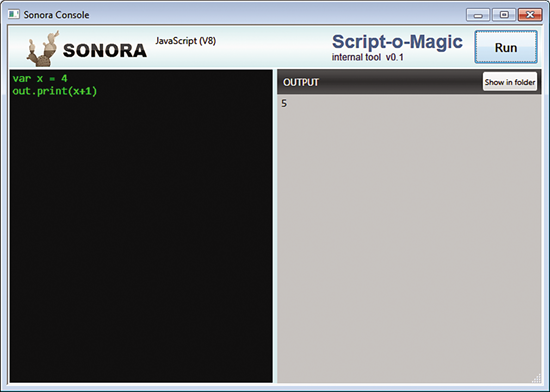 Sonora Console
SONORA
JavaScript (V8)
Script-o-Magic
internal tool v0.1
Run
var x = 4
out.print(x+1)
OUTPUT
Show in folder
5